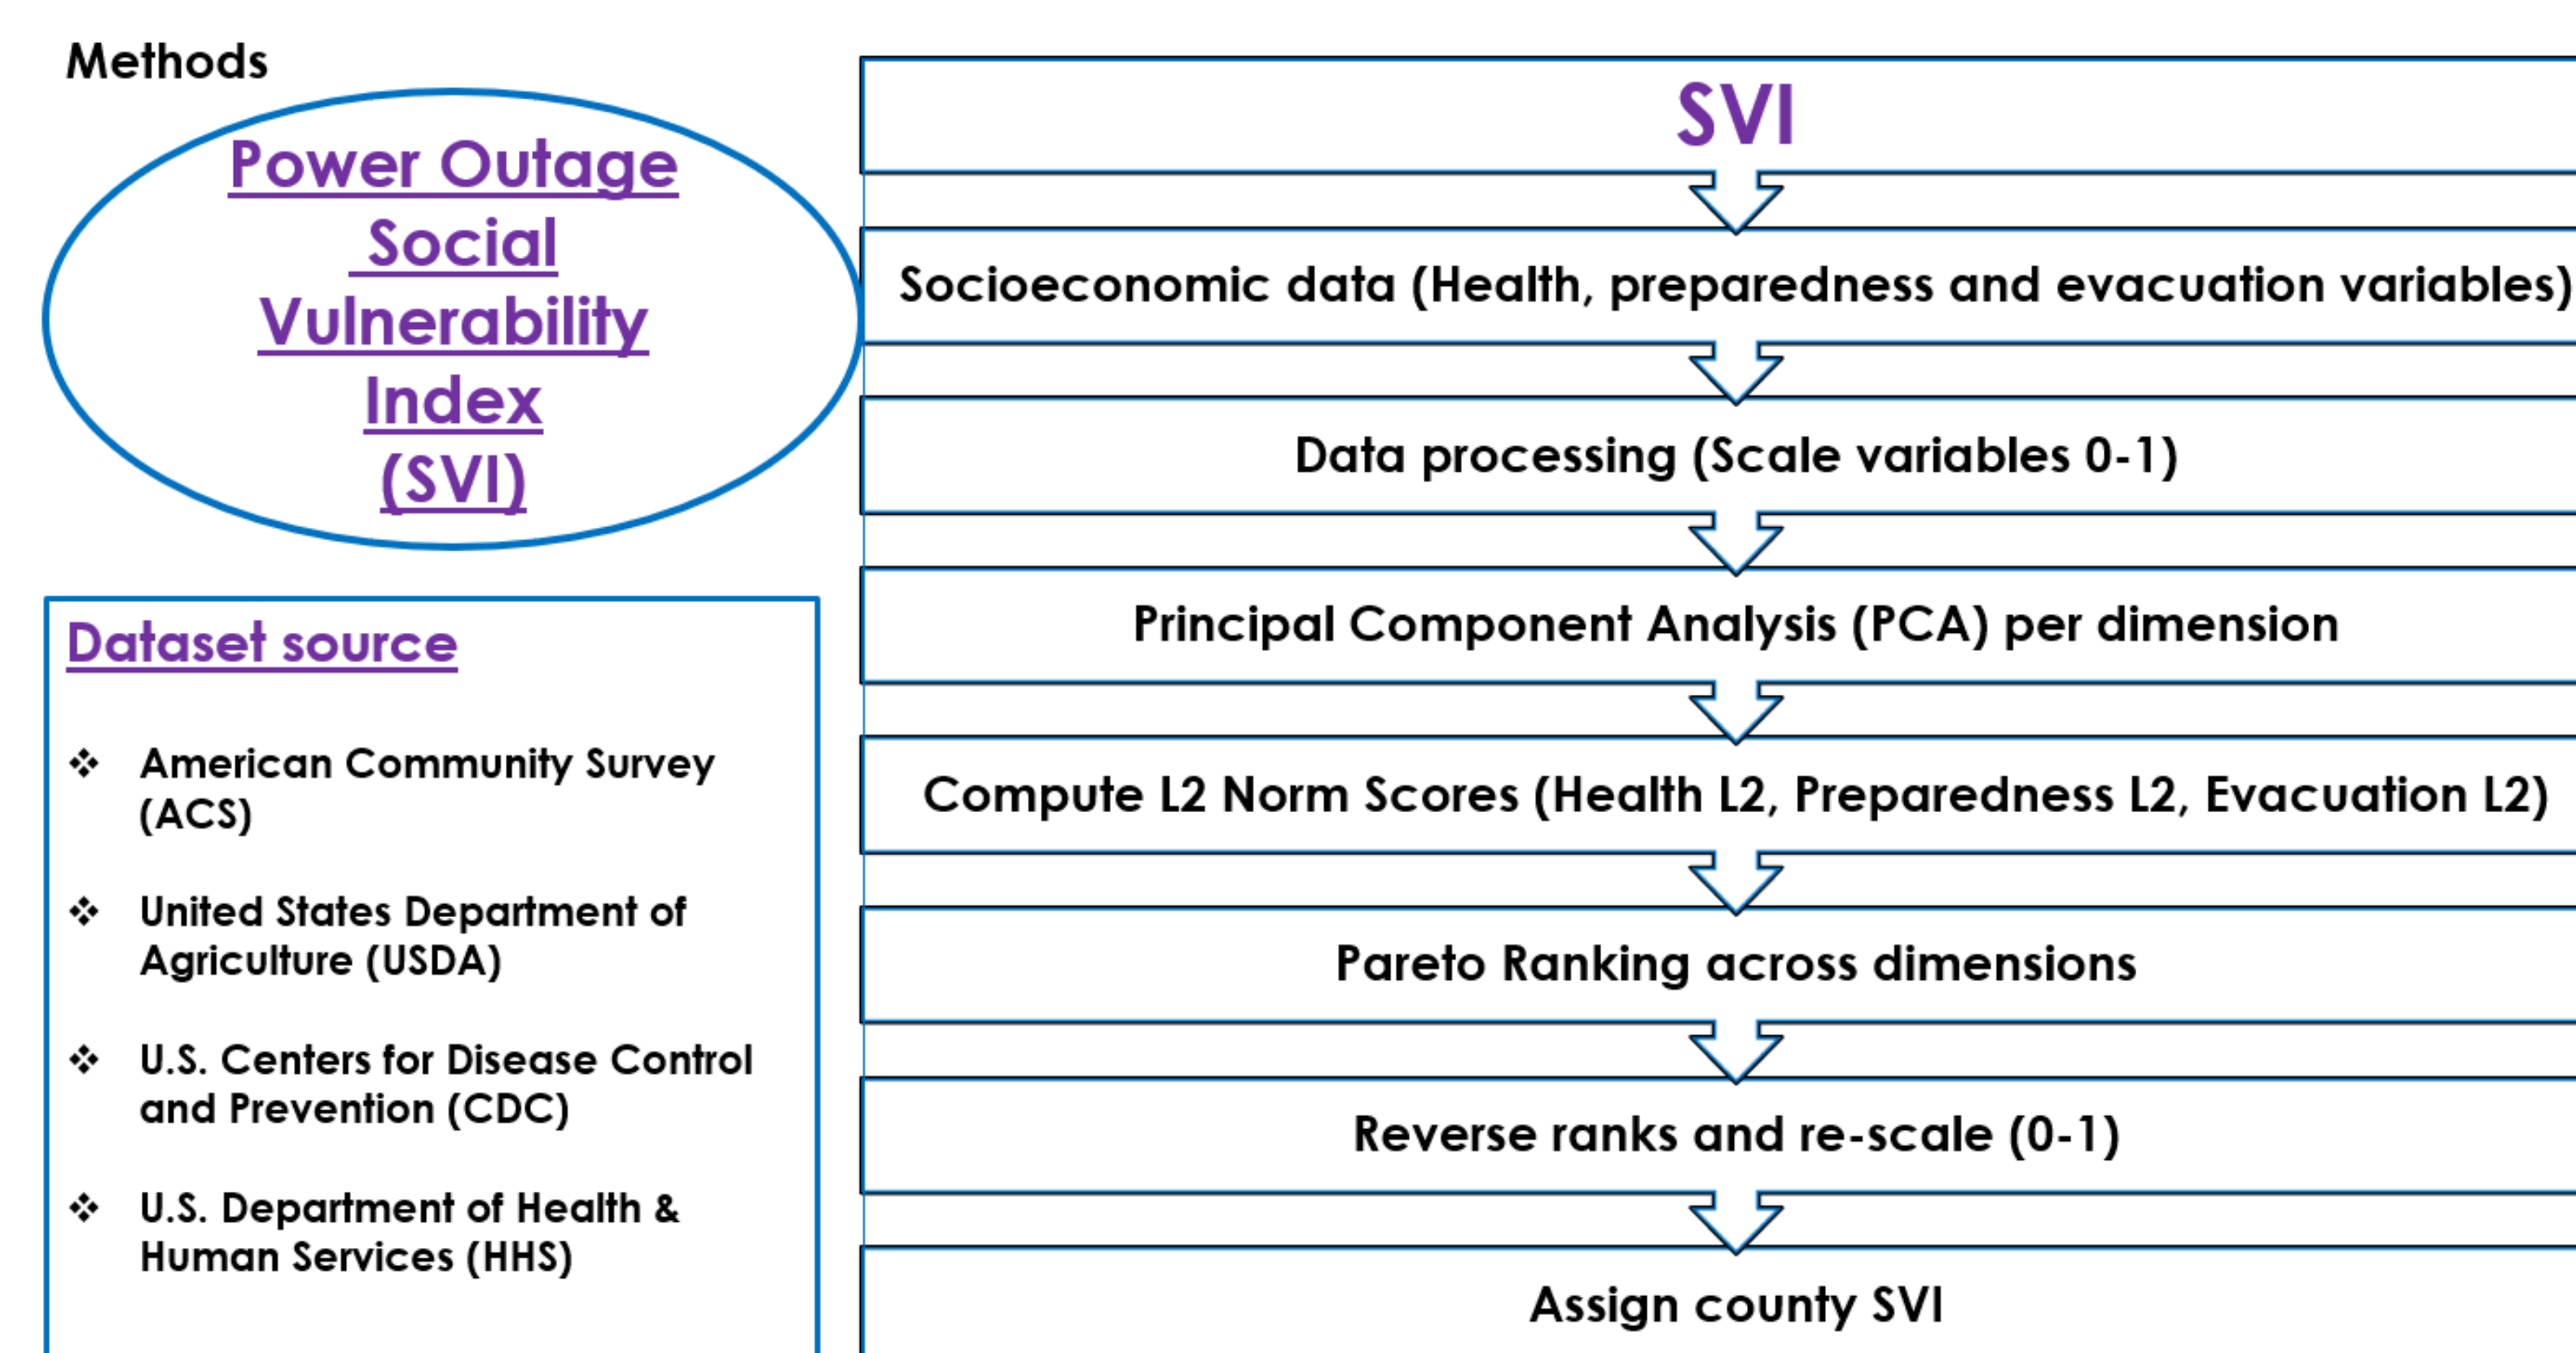 Methods
Power Outage
Social
Vulnerability
Index
(SVI)
Dataset source
❖ American Community Survey
(ACS)
❖ United States Department of
Agriculture (USDA)
❖ U.S. Centers for Disease Control
and Prevention (CDC)
❖ U.S. Department of Health &
Human Services (HHS)
SVI
Socioeconomic data (Health, preparedness and evacuation variables)
Data processing (Scale variables 0-1)
Principal Component Analysis (PCA) per dimension
Compute L2 Norm Scores (Health L2, Preparedness L2, Evacuation L2)
Pareto Ranking across dimensions
Reverse ranks and re-scale (0-1)
Assign county SVI